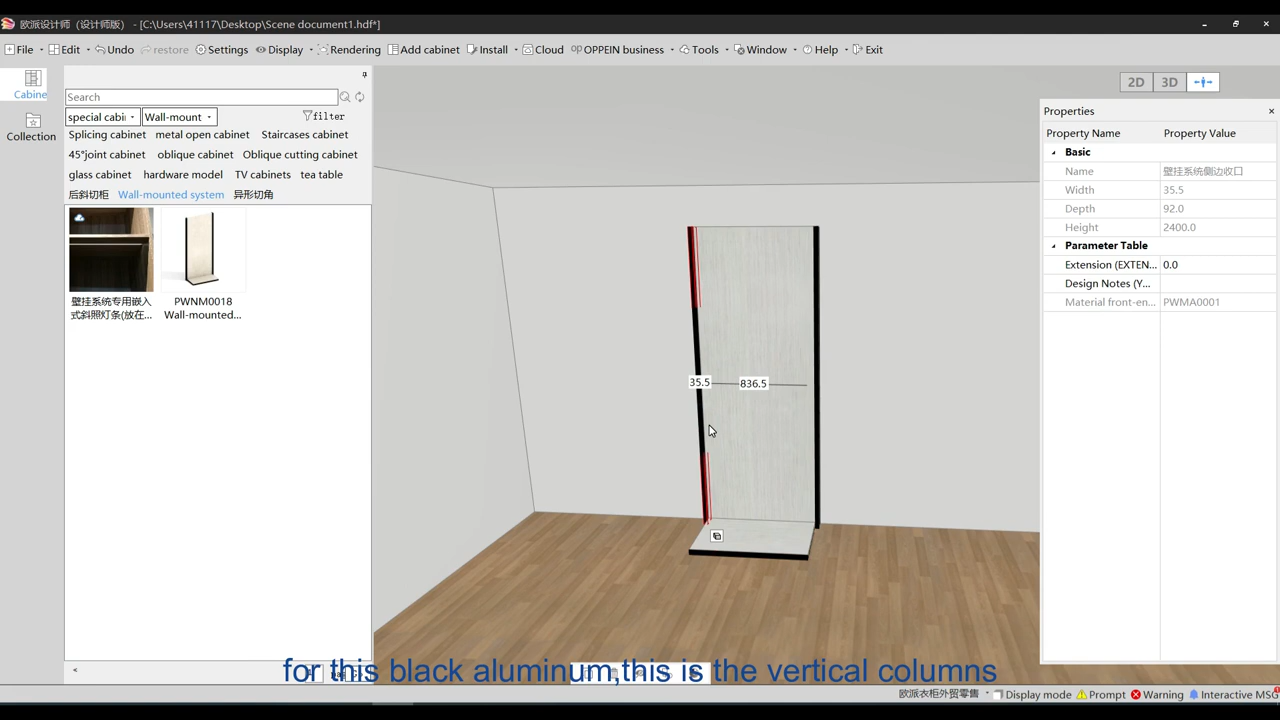 欧派设计师（设计师版） - [C:\Users\41117\Desktop\Scene document1.hdf*]
File Edit Undo restore Settings Display Rendering Add cabinet Install Cloud OPPEIN business Tools Window Help Exit
2D 3D
Cabine
Collection
Search
special cabi Wall-mount filter
Splicing cabinet metal open cabinet Staircases cabinet
45°joint cabinet oblique cabinet Oblique cutting cabinet
glass cabinet hardware model TV cabinets tea table
后斜切柜 Wall-mounted system 异形切角
壁挂系统专用嵌入
式斜照灯条(放在...
PWNM0018
Wall-mounted...
35.5 836.5
Properties
Property Name Property Value
Basic
Name 壁挂系统侧边收口
Width 35.5
Depth 92.0
Height 2400.0
Parameter Table
Extension (EXTEN... 0.0
Design Notes (Y...
Material front-en... PWMA0001
for this black aluminum,this is the vertical columns
欧派衣柜外贸零售 Display mode Prompt Warning Interactive MSG